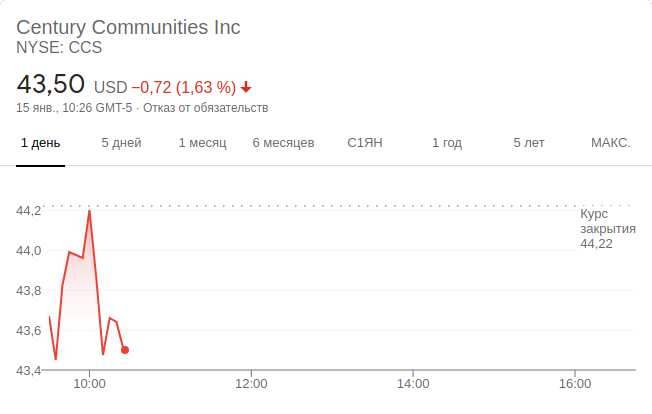 Century Communities Inc
NYSE: CCS
43,50 USD −0,72 (1,63 %)
15 янв., 10:26 GMT-5 · Отказ от обязательств
1 день 5 дней 1 месяц 6 месяцев С1ЯН 1 год 5 лет МАКС.
44,2
Курс
закрытия
44,22
44,0
43,8
43,6
43,4
10:00 12:00 14:00 16:00